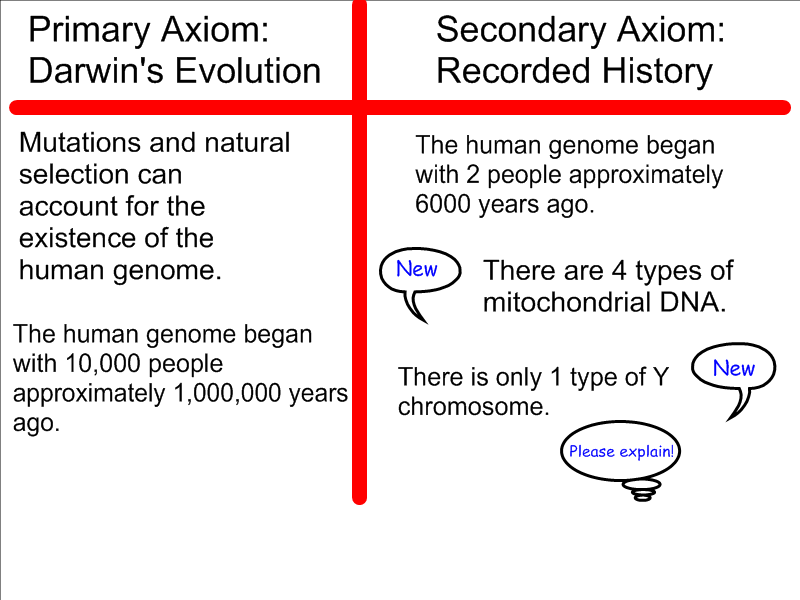 Primary Axiom:
Darwin's Evolution
Mutations and natural
selection can
account for the
existence of the
human genome.
The human genome began
with 10,000 people
approximately 1,000,000 years
ago.
Secondary Axiom:
Recorded History
The human genome began
with 2 people approximately
6000 years ago.
New
There are 4 types of
mitochondrial DNA.
There is only 1 type of Y
chromosome.
New
Please explain!